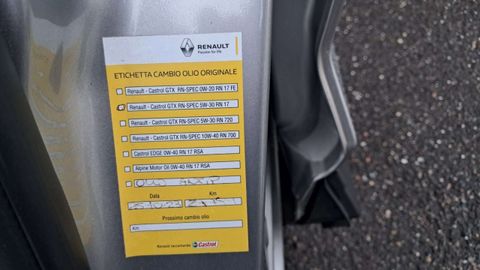 RENAULT
Passion for life
ETICHETTA CAMBIO OLIO ORIGINALE
Renault - Castrol GTX RN-SPEC 0W-20 RN 17 FE
Renault - Castrol GTX RN-SPEC 5W-30 RN 17
Renault - Castrol GTX RN-SPEC 5W-30 RN 720
Renault - Castrol GTX RN-SPEC 10W-40 RN 700
Castrol EDGE 0W-40 RN 17 RSA
Alpine Motor Oil 0W-40 RN 17 RSA
Data Km
Prossimo cambio olio
Km
Renault raccomanda Castrol